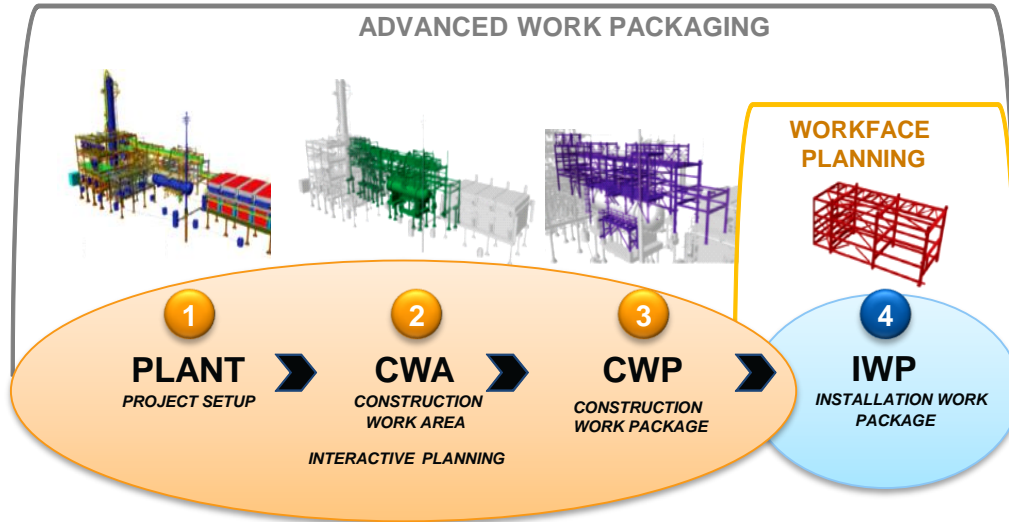 ADVANCED WORK PACKAGING
WORKFACE
PLANNING
1
2
3
4
PLANT
CWA
CWP
IWP
PROJECT SETUP
CONSTRUCTION
WORK AREA
CONSTRUCTION
WORK PACKAGE
INSTALLATION WORK
PACKAGE
INTERACTIVE PLANNING